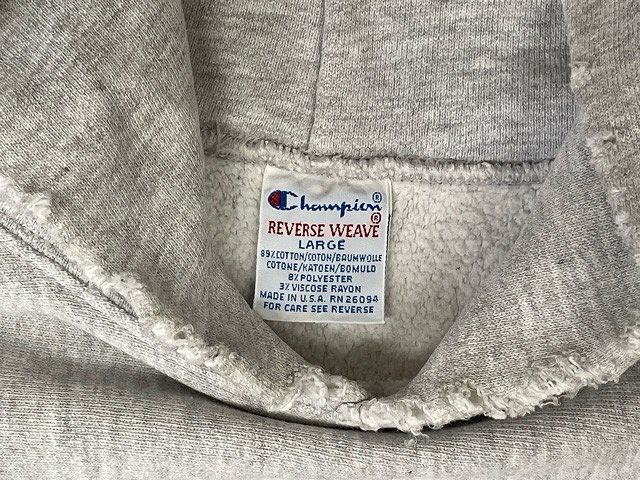 Champion®
®
REVERSE WEAVE
LARGE
89% COTTON/COTON/BAUMWOLLE
COTONE/KATOEN/BOMULD
8% POLYESTER
3% VISCOSE RAYON
MADE IN U.S.A. RN 26094
FOR CARE SEE REVERSE